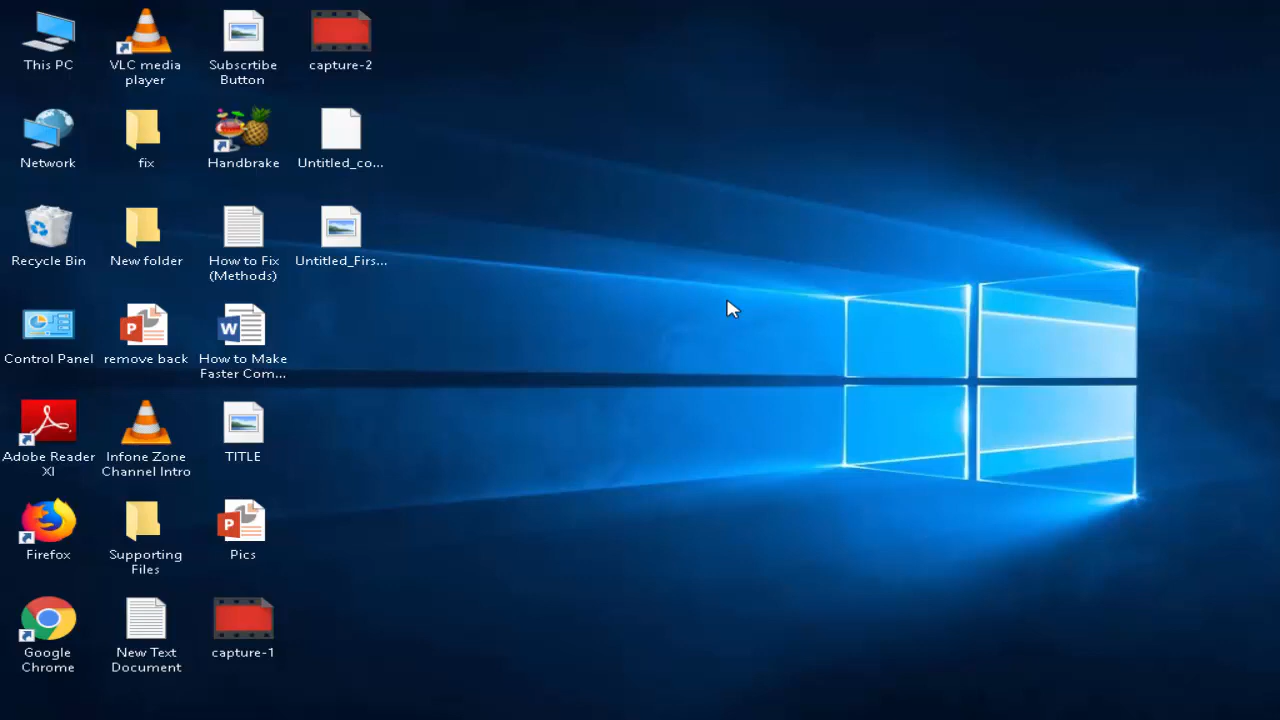 This PC
VLC media
player
Subscrtibe
Button
capture-2
Network
fix
Handbrake
Untitled_co...
Recycle Bin
New folder
How to Fix
(Methods)
Untitled_Firs...
Control Panel
remove back
How to Make
Faster Com...
Adobe Reader
XI
Infone Zone
Channel Intro
TITLE
Firefox
Supporting
Files
Pics
Google
Chrome
New Text
Document
capture-1